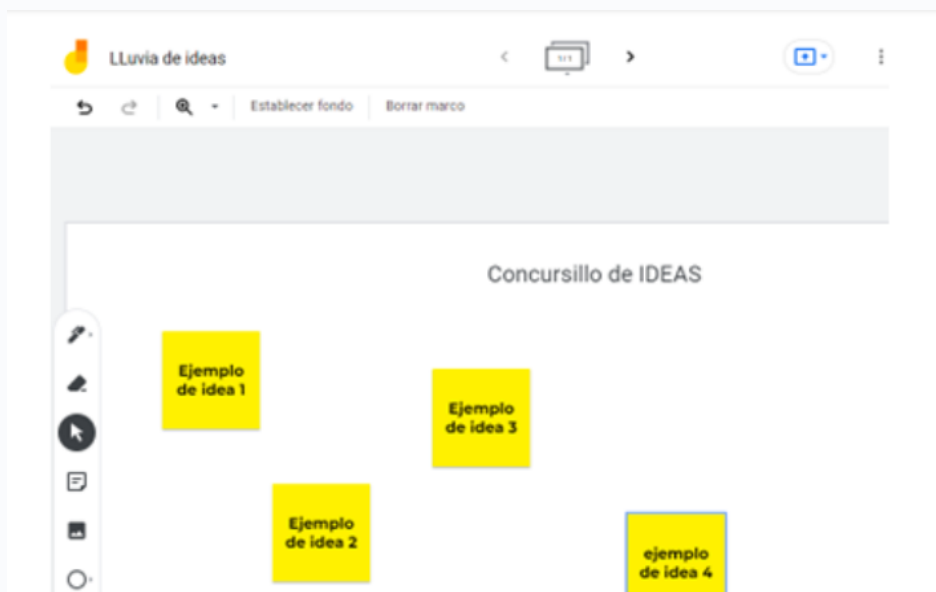 LLuvia de ideas
1/1
Establecer fondo
Borrar marco
Concursillo de IDEAS
Ejemplo
de idea 1
Ejemplo
de idea 3
Ejemplo
de idea 2
ejemplo
de idea 4